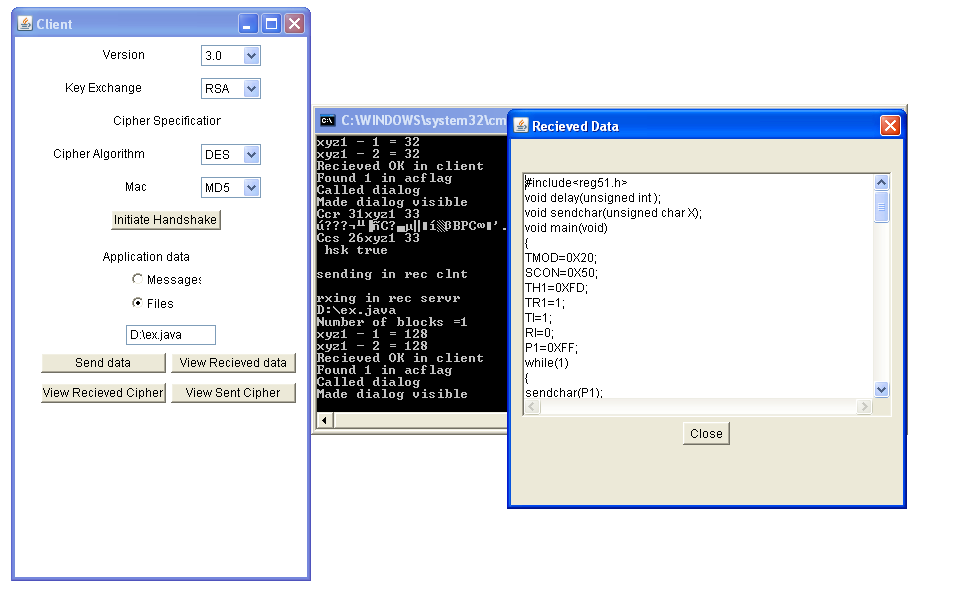 Client
Version 3.0
Key Exchange RSA
Cipher Specification
Cipher Algorithm DES
Mac MD5
Initiate Handshake
Application data
Messages
Files
D:\ex.java
Send data View Recieved data
View Recieved Cipher View Sent Cipher
C:\WINDOWS\system32\cm
xyz1 - 1 = 32
xyz1 - 2 = 32
Recieved OK in client
Found 1 in acflag
Called dialog
Made dialog visible
Ccr 31xyz1 33
Ccs 26xyz1 33
hsk true
sending in rec clnt
rxing in rec servr
D:\ex.java
Number of blocks =1
xyz1 - 1 = 128
xyz1 - 2 = 128
Recieved OK in client
Found 1 in acflag
Called dialog
Made dialog visible
Recieved Data
#include<reg51.h>
void delay(unsigned int );
void sendchar(unsigned char X);
void main(void)
{
TMOD=0X20;
SCON=0X50;
TH1=0XFD;
TR1=1;
TI=1;
RI=0;
P1=0XFF;
while(1)
{
sendchar(P1);
Close